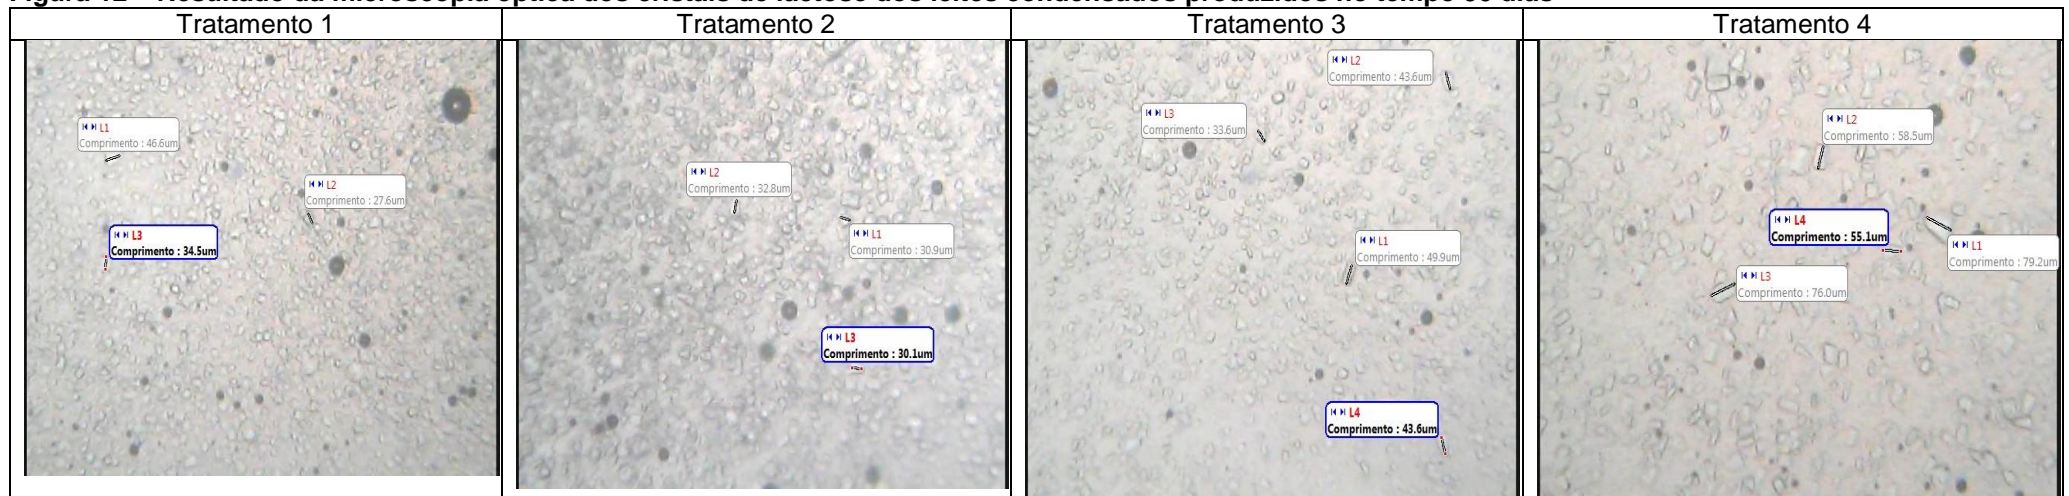 Resultado da microscopia óptica dos cristais de lactose dos leites condensados produzidos no tempo dias
Tratamento 1
Tratamento 2
Tratamento 3
Tratamento 4
L1
Comprimento : 46.6um
L2
Comprimento : 27.6um
L3
Comprimento : 34.5um
L2
Comprimento : 32.8um
L1
Comprimento : 30.9um
L3
Comprimento : 30.1um
L2
Comprimento : 43.6um
L3
Comprimento : 33.6um
L1
Comprimento : 49.9um
L4
Comprimento : 43.6um
L2
Comprimento : 58.5um
L4
Comprimento : 55.1um
L1
Comprimento : 79.2um
L3
Comprimento : 76.0um